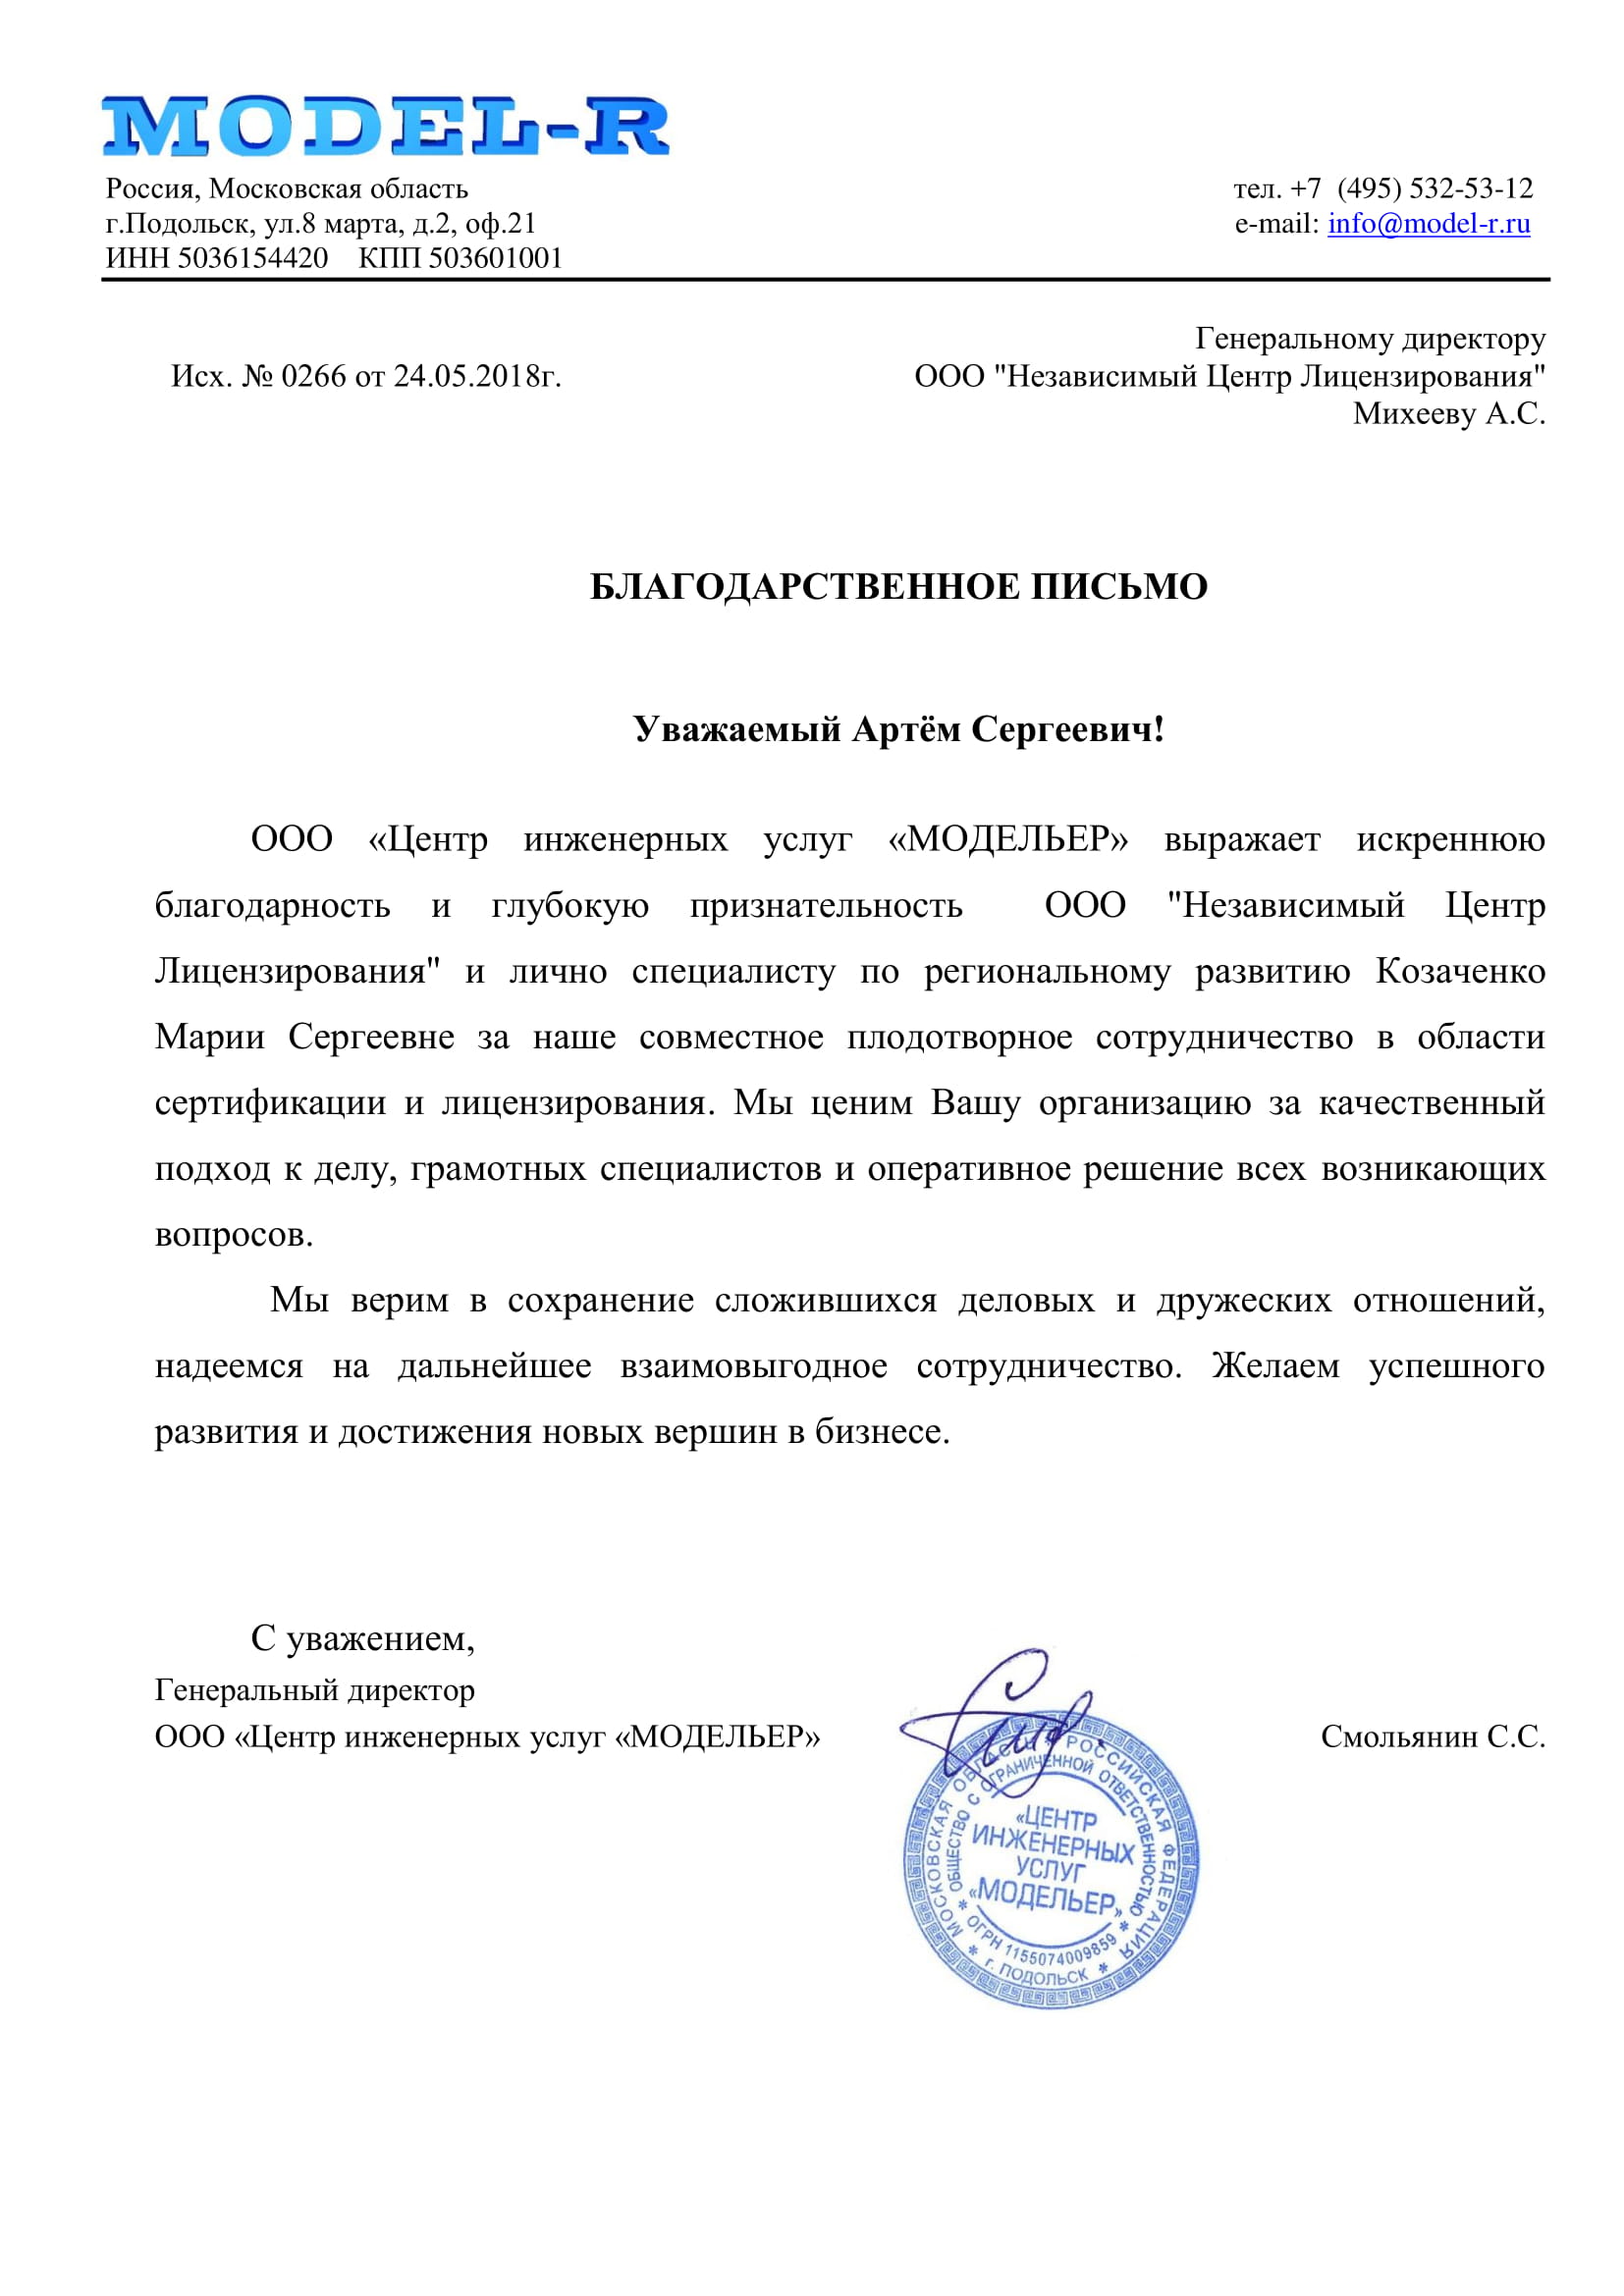 MODEL-R
Россия, Московская область
г.Подольск, ул.8 марта, д.2, оф.21
ИНН 5036154420 КПП 503601001
тел. +7 (495) 532-53-12
e-mail: info@model-r.ru
Исх. № 0266 от 24.05.2018г.
Генеральному директору
ООО "Независимый Центр Лицензирования"
Михееву А.С.
БЛАГОДАРСТВЕННОЕ ПИСЬМО
Уважаемый Артём Сергеевич!
ООО «Центр инженерных услуг «МОДЕЛЬЕР» выражает искреннюю
благодарность и глубокую признательность ООО "Независимый Центр
Лицензирования" и лично специалисту по региональному развитию Козаченко
Марии Сергеевне за наше совместное плодотворное сотрудничество в области
сертификации и лицензирования. Мы ценим Вашу организацию за качественный
подход к делу, грамотных специалистов и оперативное решение всех возникающих
вопросов.
Мы верим в сохранение сложившихся деловых и дружеских отношений,
надеемся на дальнейшее взаимовыгодное сотрудничество. Желаем успешного
развития и достижения новых вершин в бизнесе.
С уважением,
Генеральный директор
ООО «Центр инженерных услуг «МОДЕЛЬЕР»
Смольянин С.С.
МОСКОВСКАЯ ОБЛАСТЬ * РОССИЙСКАЯ ФЕДЕРАЦИЯ
* г. ПОДОЛЬСК *
ОБЩЕСТВО С ОГРАНИЧЕННОЙ ОТВЕТСТВЕННОСТЬЮ
* ОГРН 1155074009859 *
«ЦЕНТР
ИНЖЕНЕРНЫХ
УСЛУГ
«МОДЕЛЬЕР»